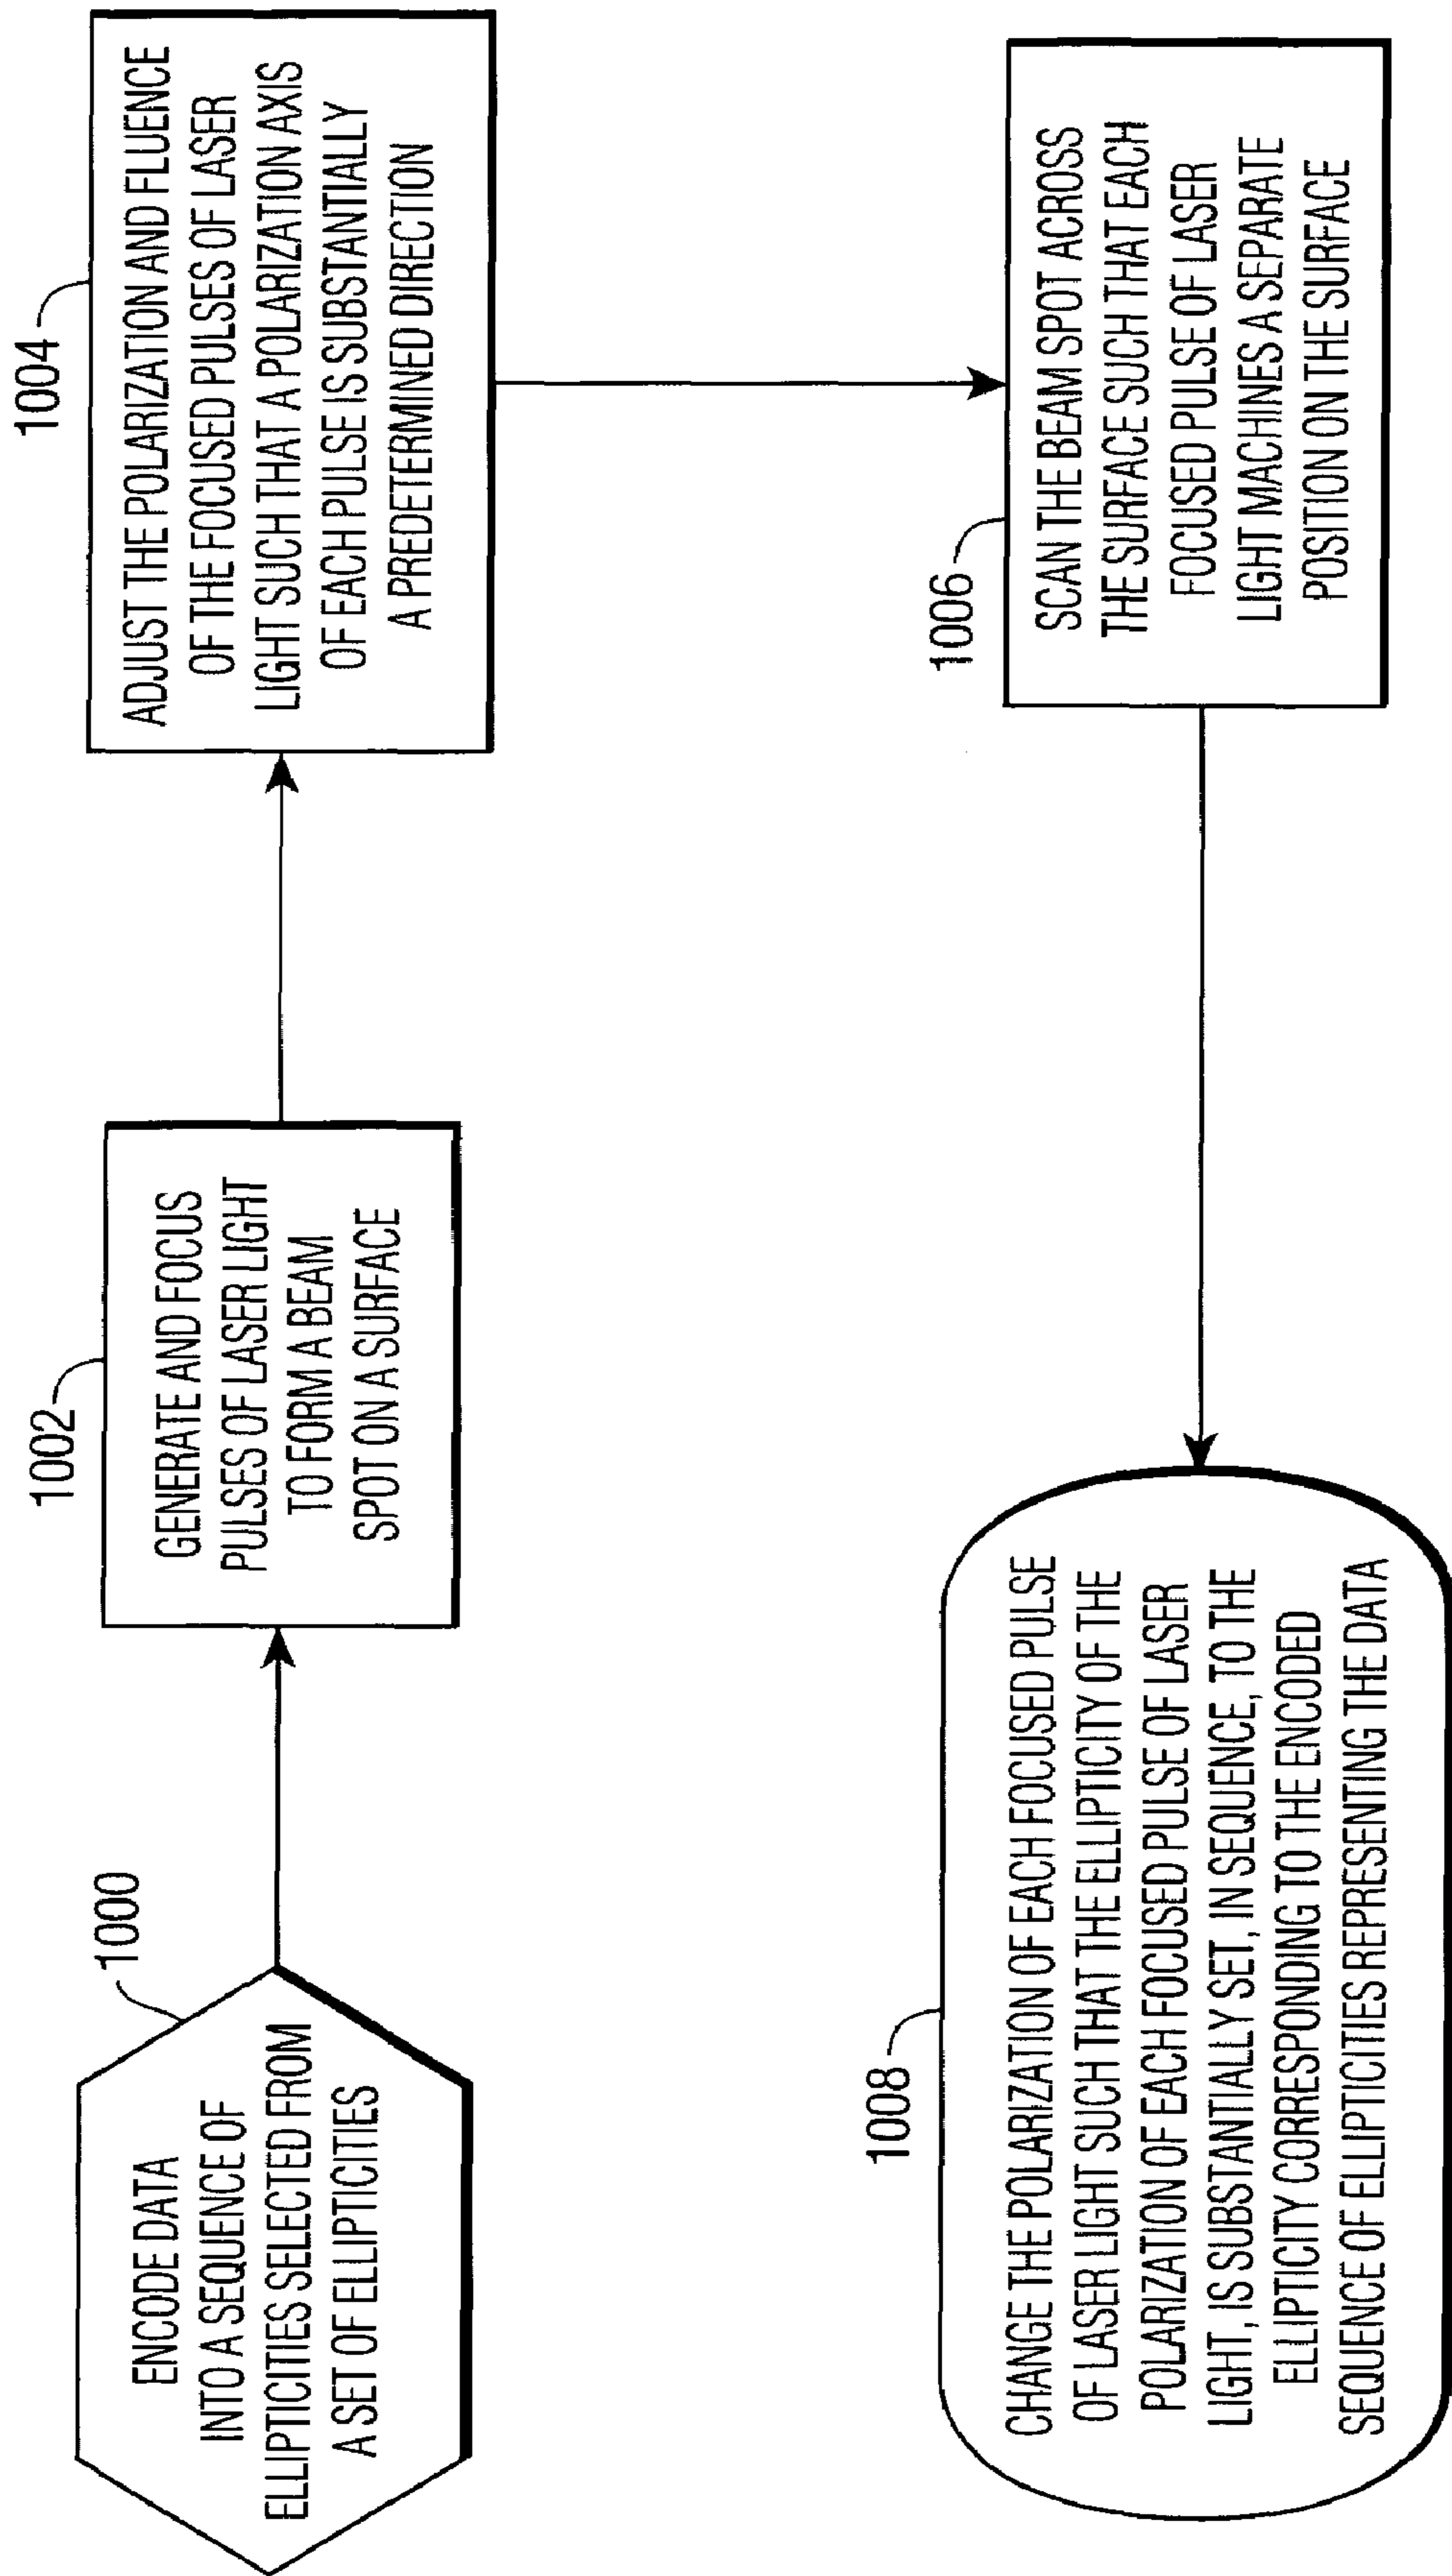 1000
ENCODE DATA
INTO A SEQUENCE OF
ELLIPTICITIES SELECTED FROM
A SET OF ELLIPTICITIES
1002
GENERATE AND FOCUS
PULSES OF LASER LIGHT
TO FORM A BEAM
SPOT ON A SURFACE
1004
ADJUST THE POLARIZATION AND FLUENCE
OF THE FOCUSED PULSES OF LASER
LIGHT SUCH THAT A POLARIZATION AXIS
OF EACH PULSE IS SUBSTANTIALLY
A PREDETERMINED DIRECTION
1006
SCAN THE BEAM SPOT ACROSS
THE SURFACE SUCH THAT EACH
FOCUSED PULSE OF LASER
LIGHT MACHINES A SEPARATE
POSITION ON THE SURFACE
1008
CHANGE THE POLARIZATION OF EACH FOCUSED PULSE
OF LASER LIGHT SUCH THAT THE ELLIPTICITY OF THE
POLARIZATION OF EACH FOCUSED PULSE OF LASER
LIGHT, IS SUBSTANTIALLY SET, IN SEQUENCE, TO THE
ELLIPTICITY CORRESPONDING TO THE ENCODED
SEQUENCE OF ELLIPTICITIES REPRESENTING THE DATA